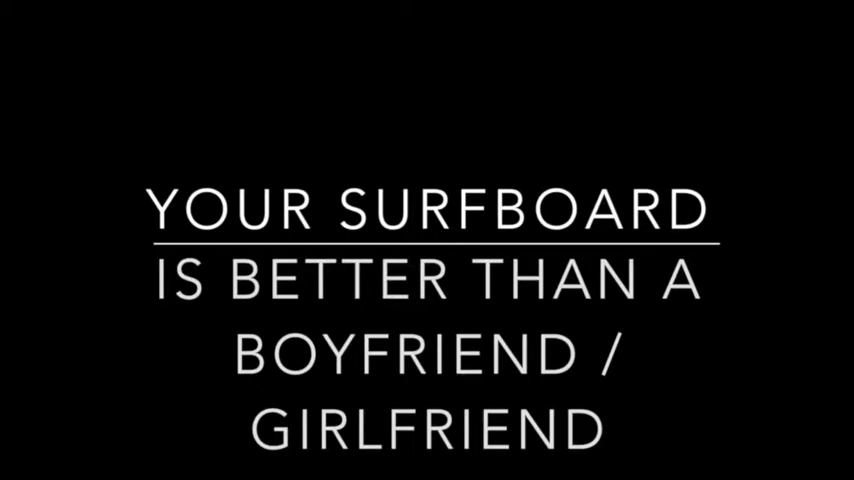 YOUR SURFBOARD
IS BETTER THAN A
BOYFRIEND /
GIRLFRIEND